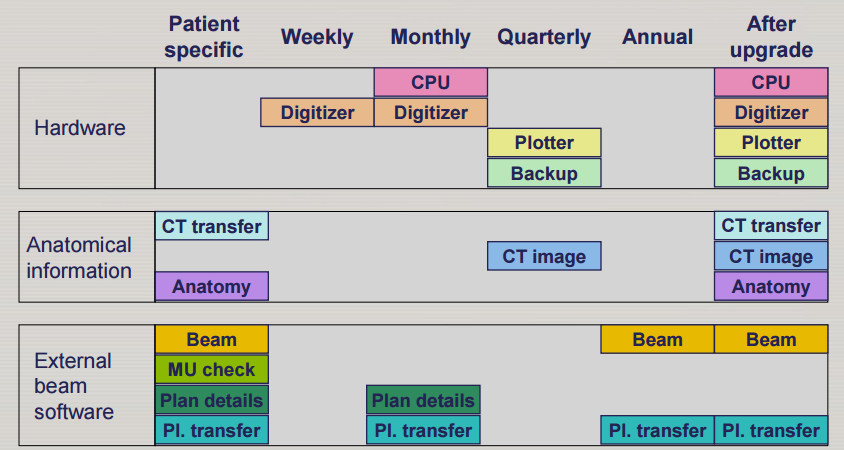 Patient specific Weekly Monthly Quarterly Annual After upgrade
Hardware
CPU CPU
Digitizer Digitizer Digitizer
Plotter Plotter
Backup Backup
Anatomical information
CT transfer CT transfer
CT image CT image
Anatomy Anatomy
External beam software
Beam Beam Beam
MU check
Plan details Plan details
Pl. transfer Pl. transfer Pl. transfer Pl. transfer